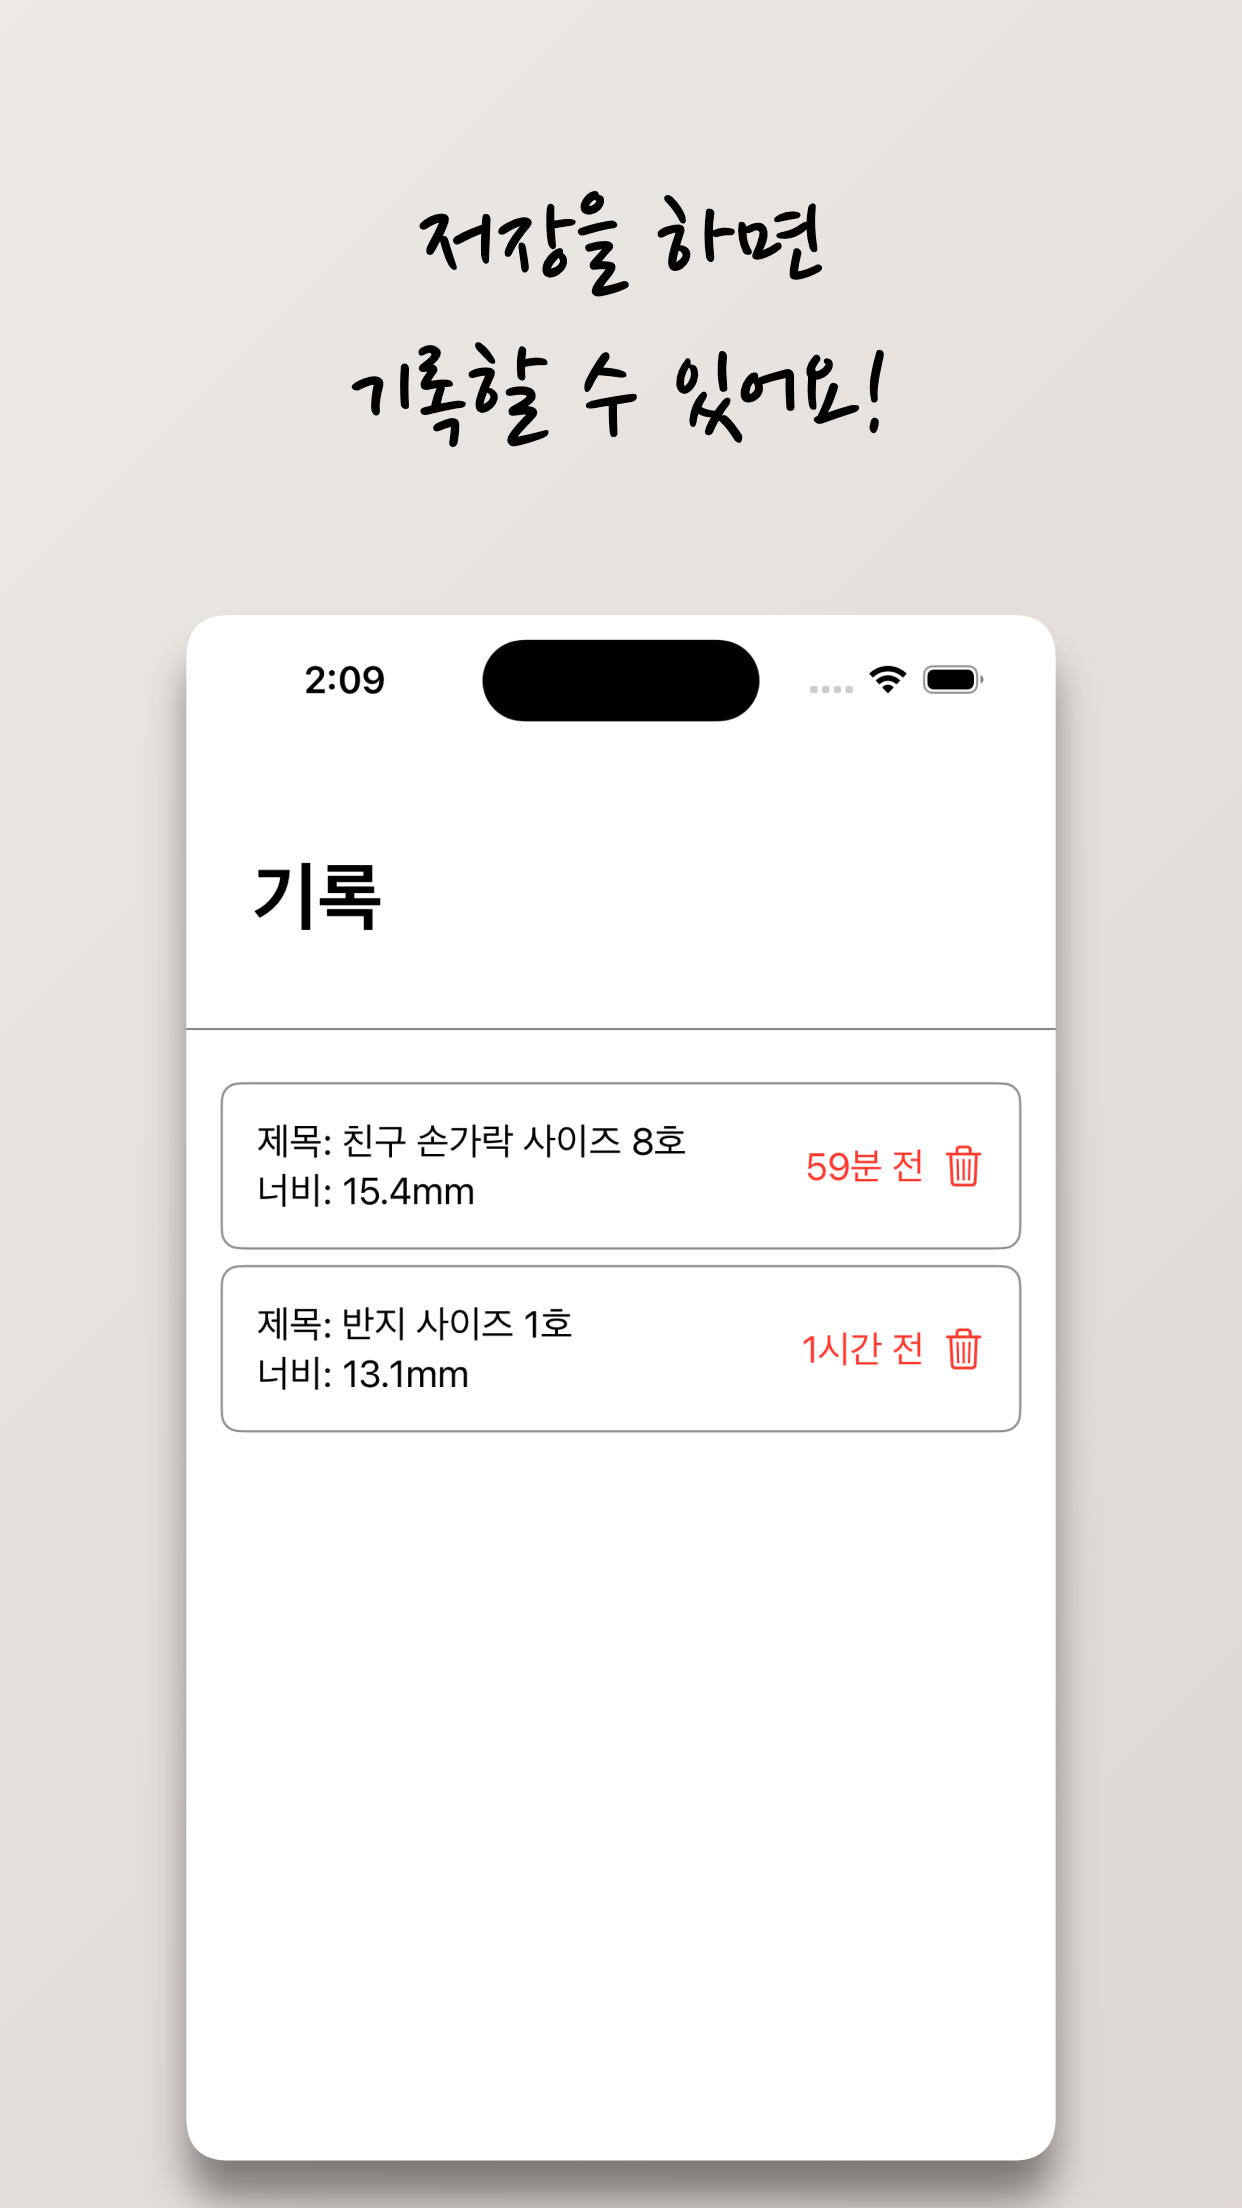 저장을 하면
기록할 수 있어요!
2:09
기록
제목: 친구 손가락 사이즈 8호
너비: 15.4mm
59분 전
제목: 반지 사이즈 1호
너비: 13.1mm
1시간 전